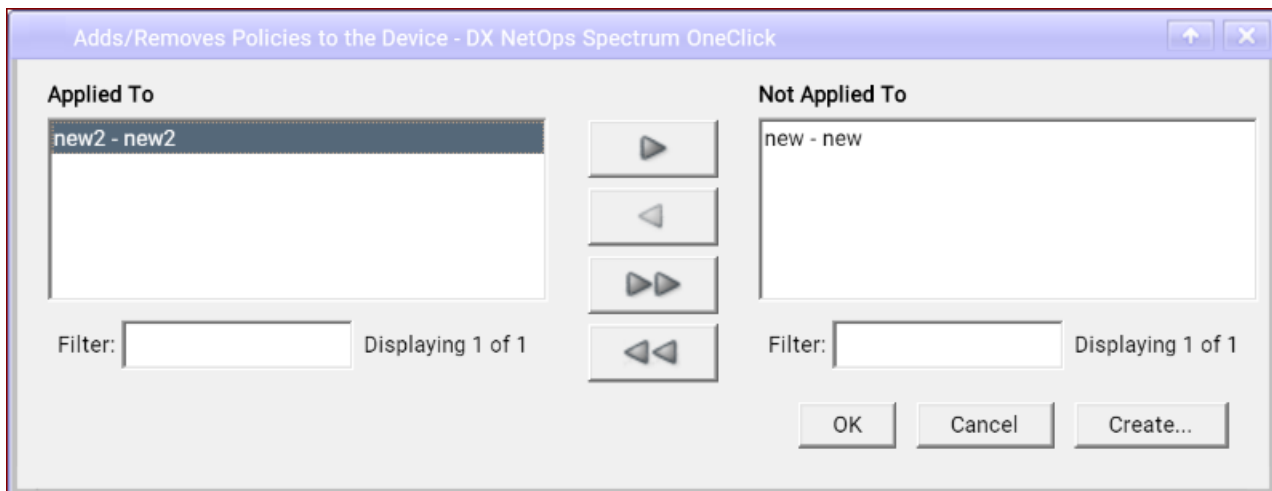 Adds/Removes Policies to the Device - DX NetOps Spectrum OneClick
Applied To
Not Applied To
new2 - new2
new - new
Filter:
Displaying 1 of 1
Filter:
Displaying 1 of 1
OK
Cancel
Create...